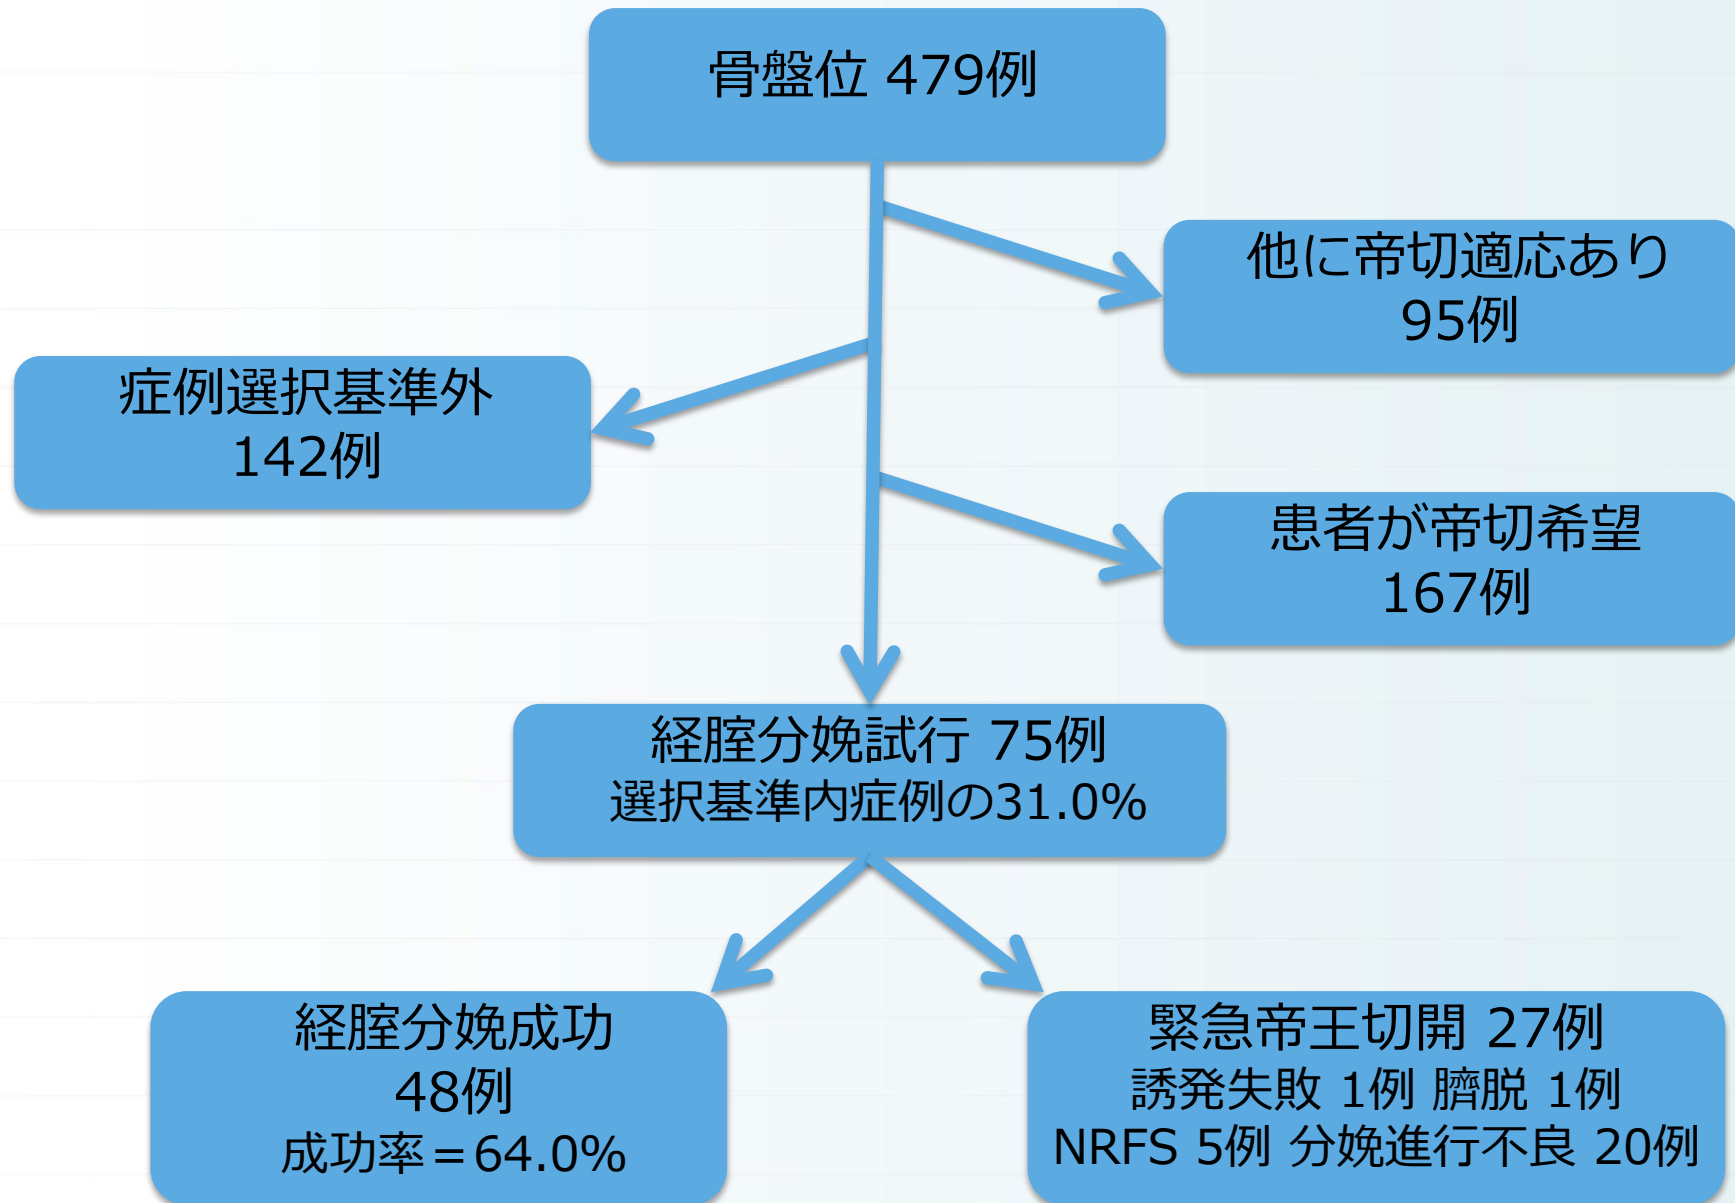 骨盤位 479例
他に帝切適応あり
95例
症例選択基準外
142例
患者が帝切希望
167例
経腟分娩試行 75例
選択基準内症例の31.0%
経腟分娩成功
48例
成功率＝64.0%
緊急帝王切開 27例
誘発失敗 1例 臍脱 1例
NRFS 5例 分娩進行不良 20例